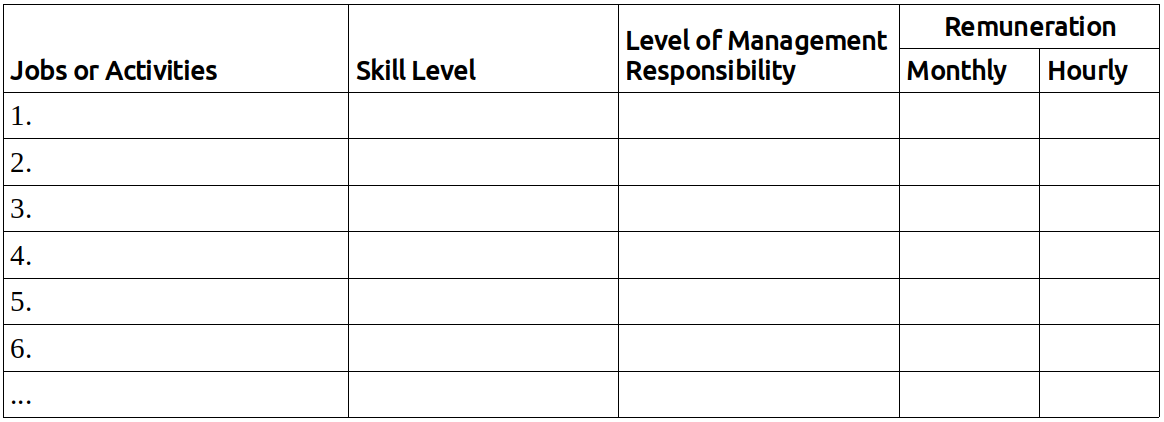 Remuneration
Level of Management
Jobs or Activities Skill Level Responsibility Monthly Hourly
1.
2.
3.
4.
5.
6.
...